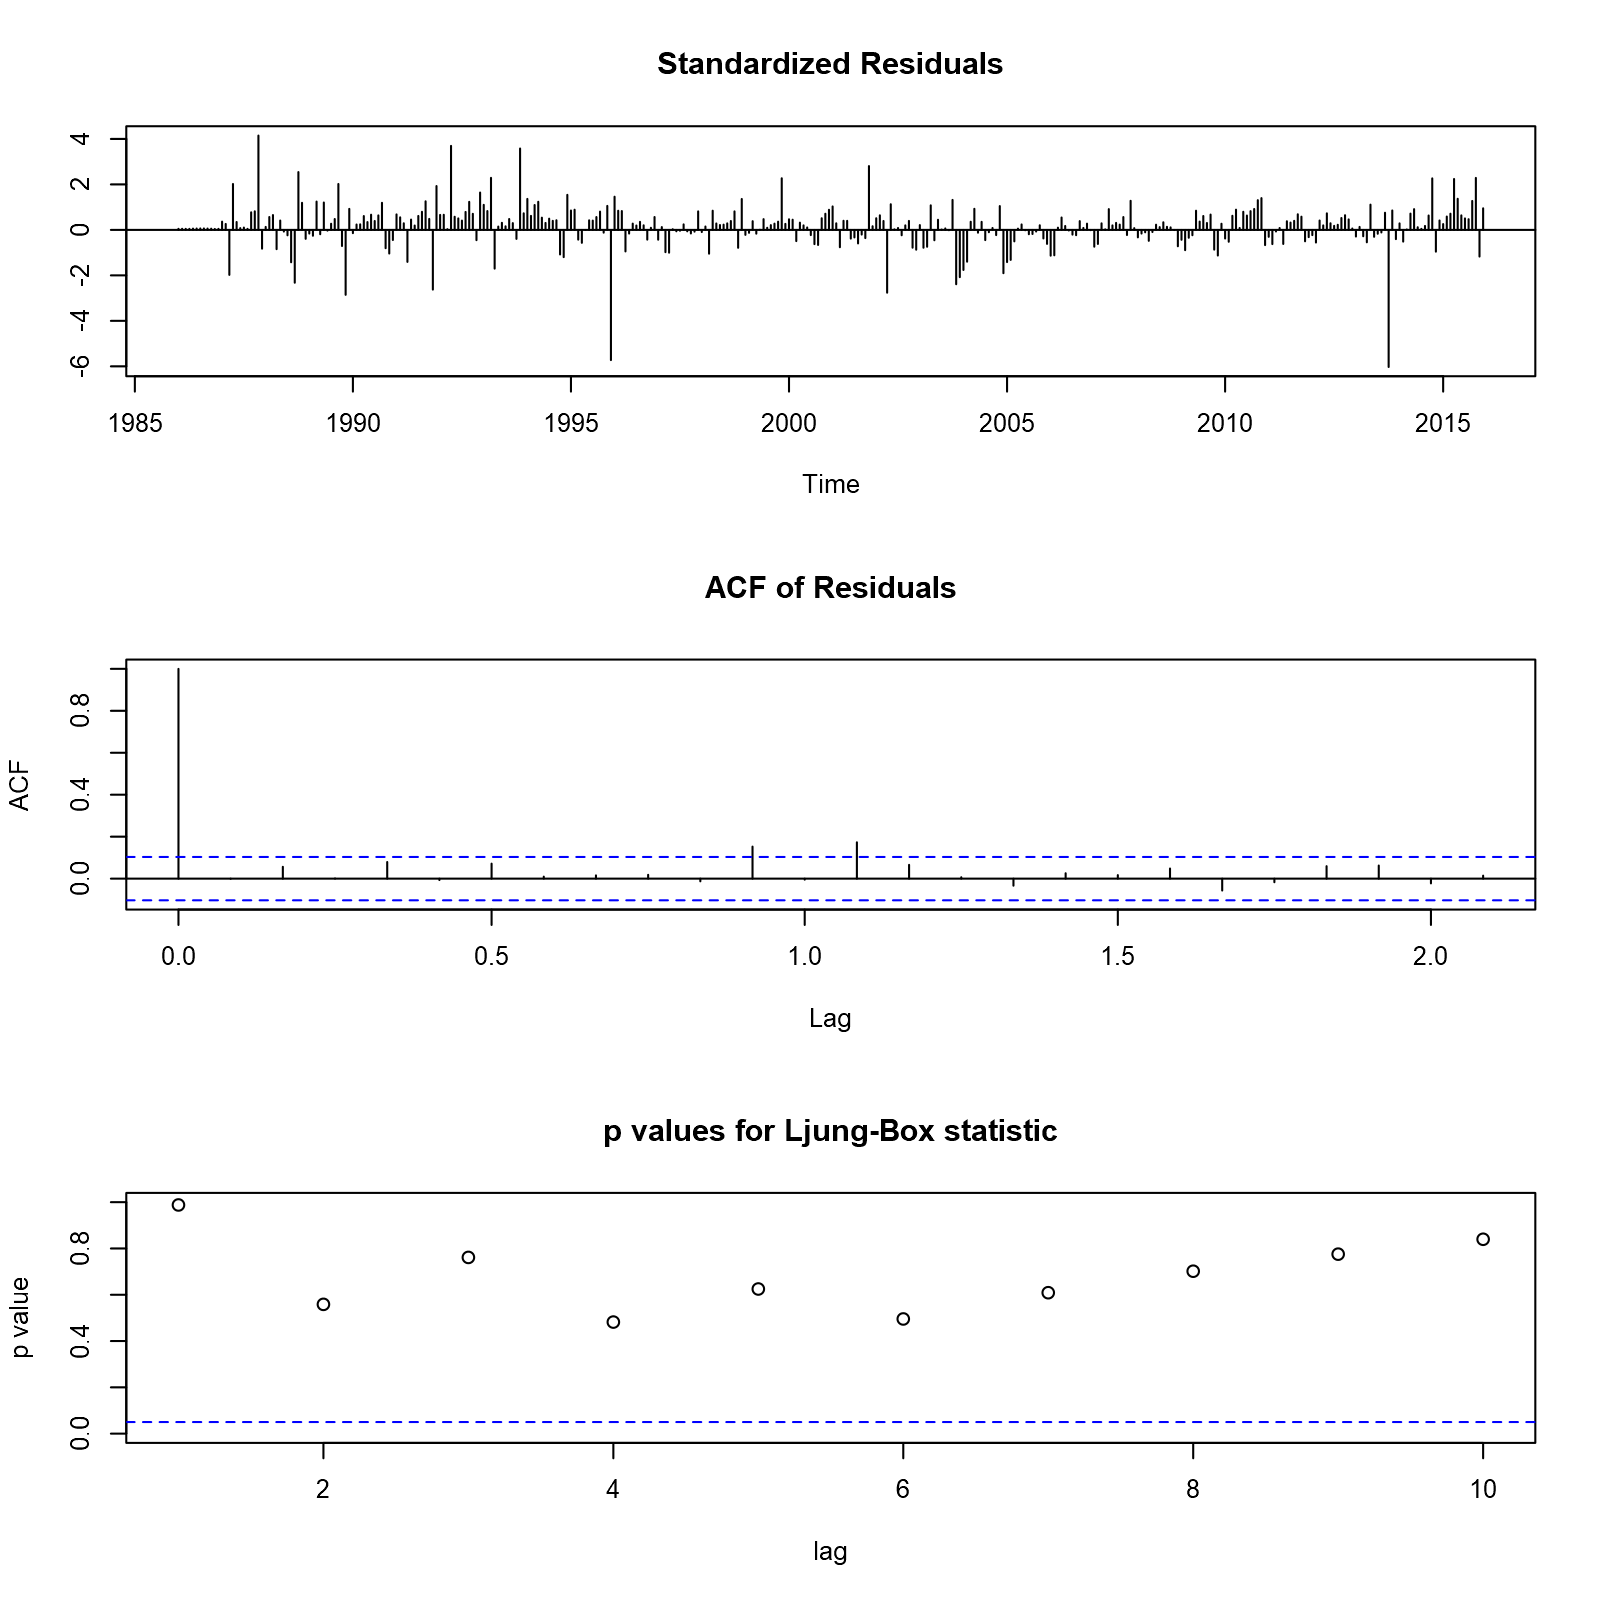 Standardized Residuals
4
2
0
-2
-4
-6
1985 1990 1995 2000 2005 2010 2015
Time
ACF of Residuals
ACF
0.8
0.4
0.0
0.0 0.5 1.0 1.5 2.0
Lag
p values for Ljung-Box statistic
p value
0.8
0.4
0.0
2 4 6 8 10
lag